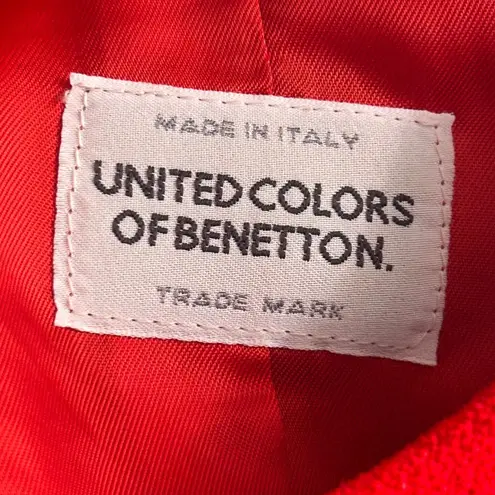 MADE IN ITALY
UNITED COLORS
OF BENETTON.
TRADE MARK